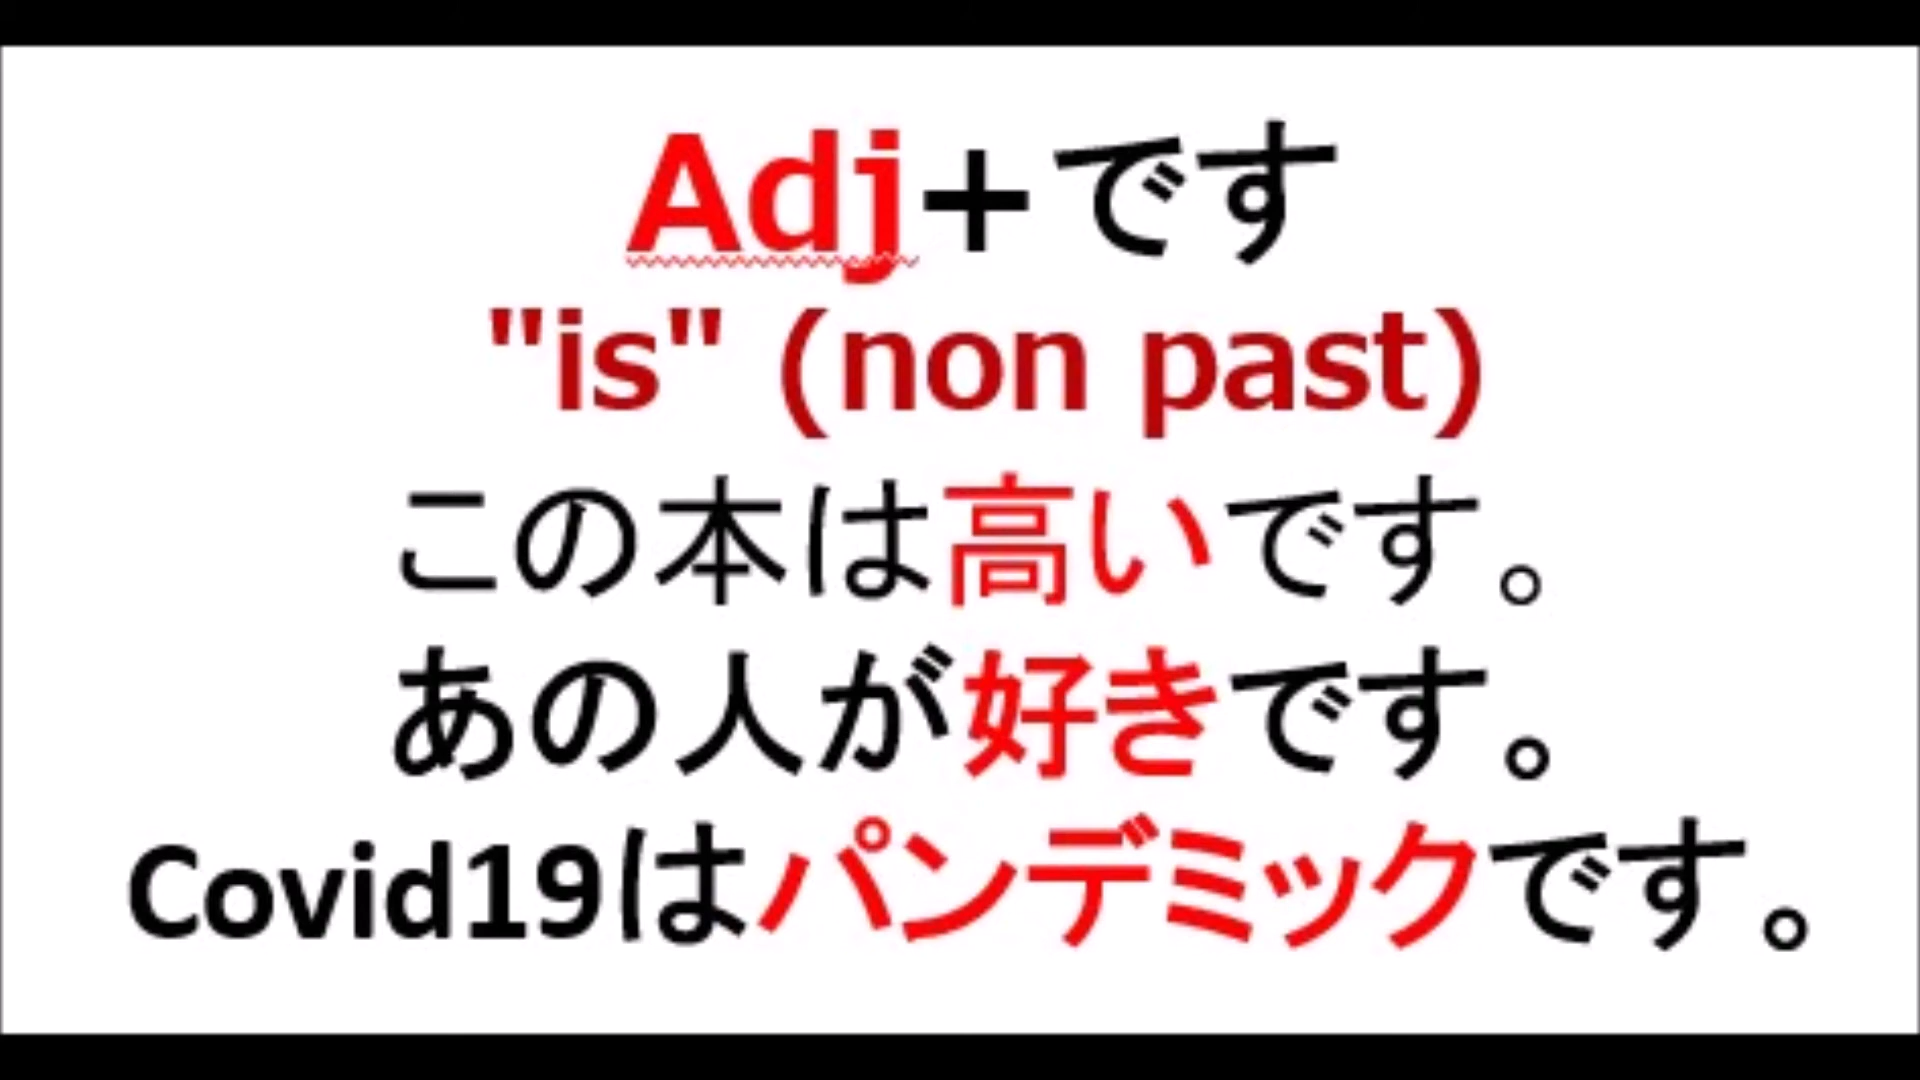 Adj+です
"is" (non past)
この本は高いです。
あの人が好きです。
Covid19はパンデミックです。